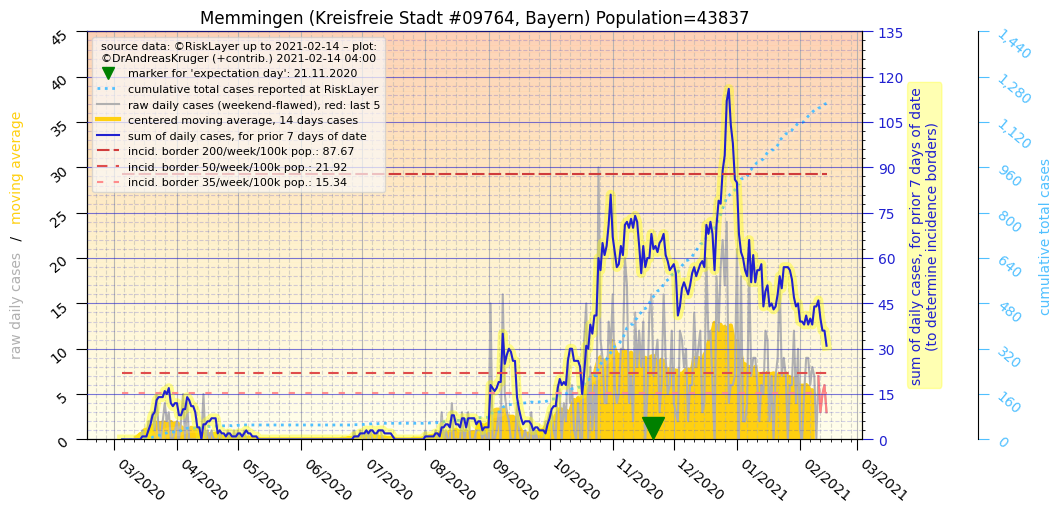 Memmingen (Kreisfreie Stadt #09764, Bayern) Population=43837
source data: ©RiskLayer up to 2021-02-14 – plot:
©DrAndreasKruger (+contrib.) 2021-02-14 04:00
marker for 'expectation day': 21.11.2020
cumulative total cases reported at RiskLayer
raw daily cases (weekend-flawed), red: last 5
centered moving average, 14 days cases
sum of daily cases, for prior 7 days of date
incid. border 200/week/100k pop.: 87.67
incid. border 50/week/100k pop.: 21.92
incid. border 35/week/100k pop.: 15.34
raw daily cases / moving average
45
40
35
30
25
20
15
10
5
0
03/2020
04/2020
05/2020
06/2020
07/2020
08/2020
09/2020
10/2020
11/2020
12/2020
01/2021
02/2021
03/2021
135
120
105
90
75
60
45
30
15
0
sum of daily cases, for prior 7 days of date
(to determine incidence borders)
1,440
1,280
1,120
960
800
640
480
320
160
0
cumulative total cases